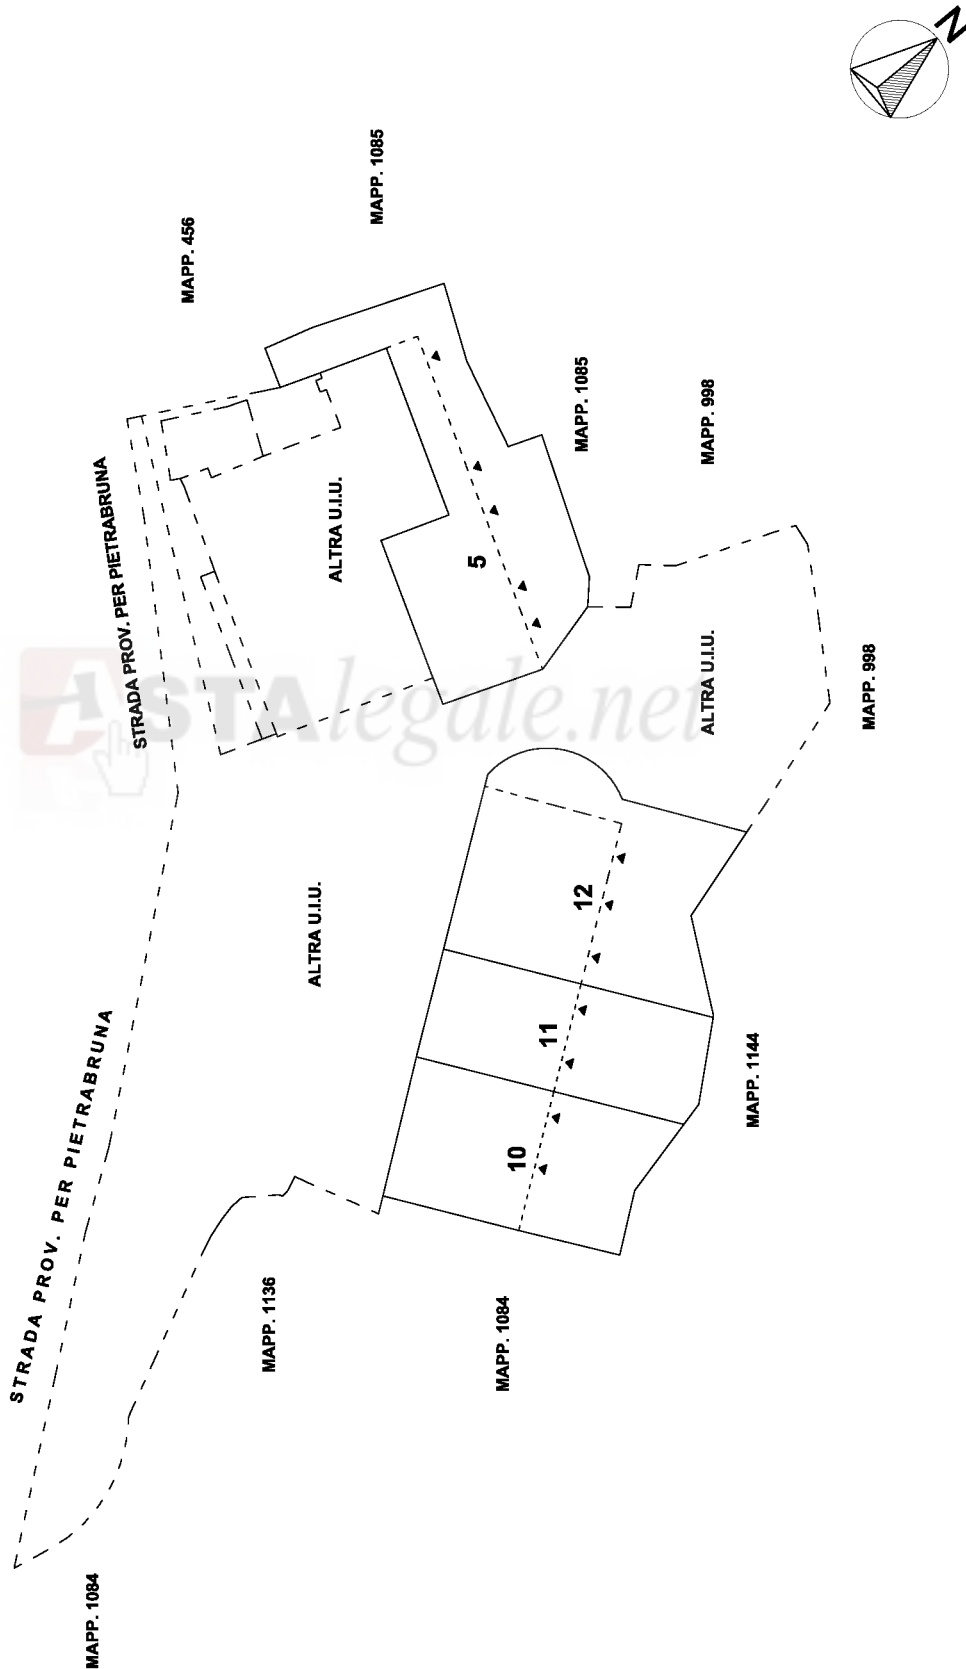 N
MAPP. 1085
MAPP. 456
MAPP. 1085
MAPP. 998
STRADA PROV. PER PIETRABRUNA
ALTRA U.I.U.
5
ALTRA U.I.U.
MAPP. 998
ASTAlegale.net
12
ALTRA U.I.U.
11
MAPP. 1144
10
STRADA PROV. PER PIETRABRUNA
MAPP. 1136
MAPP. 1084
MAPP. 1084